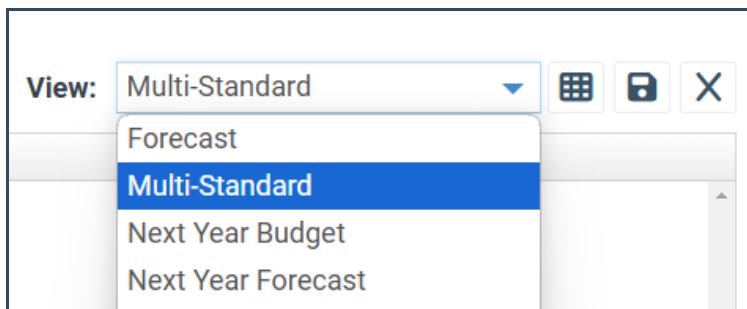 View: Multi-Standard
Forecast
Multi-Standard
Next Year Budget
Next Year Forecast